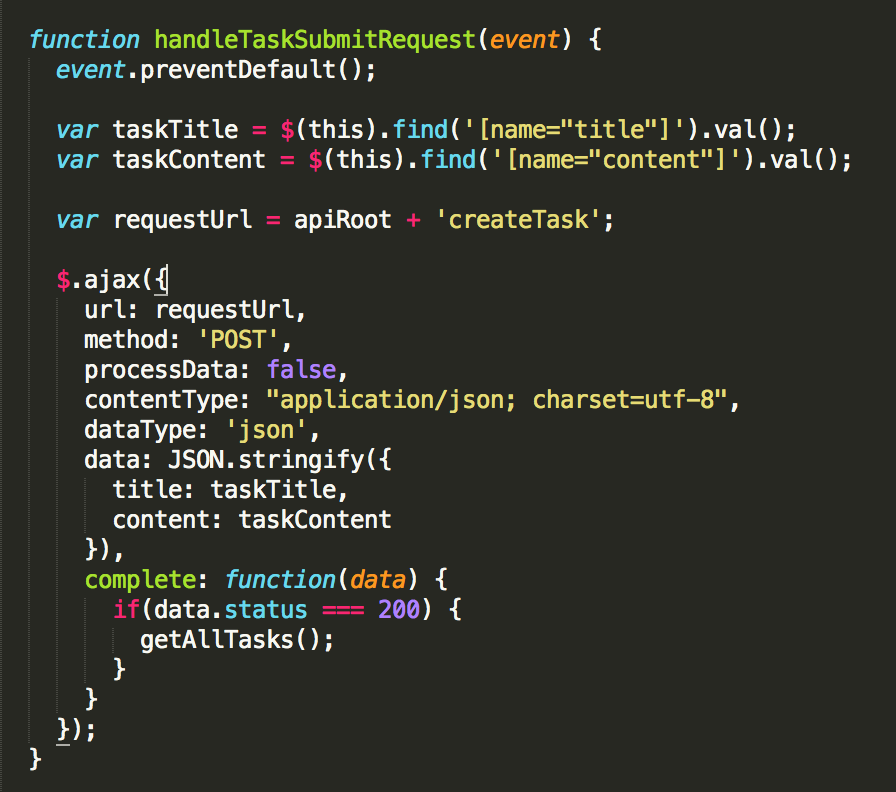 function handleTaskSubmitRequest(event) {
  event.preventDefault();

  var taskTitle = $(this).find('[name="title"]').val();
  var taskContent = $(this).find('[name="content"]').val();

  var requestUrl = apiRoot + 'createTask';

  $.ajax({
    url: requestUrl,
    method: 'POST',
    processData: false,
    contentType: "application/json; charset=utf-8",
    dataType: 'json',
    data: JSON.stringify({
      title: taskTitle,
      content: taskContent
    }),
    complete: function(data) {
      if(data.status === 200) {
        getAllTasks();
      }
    }
  });
}